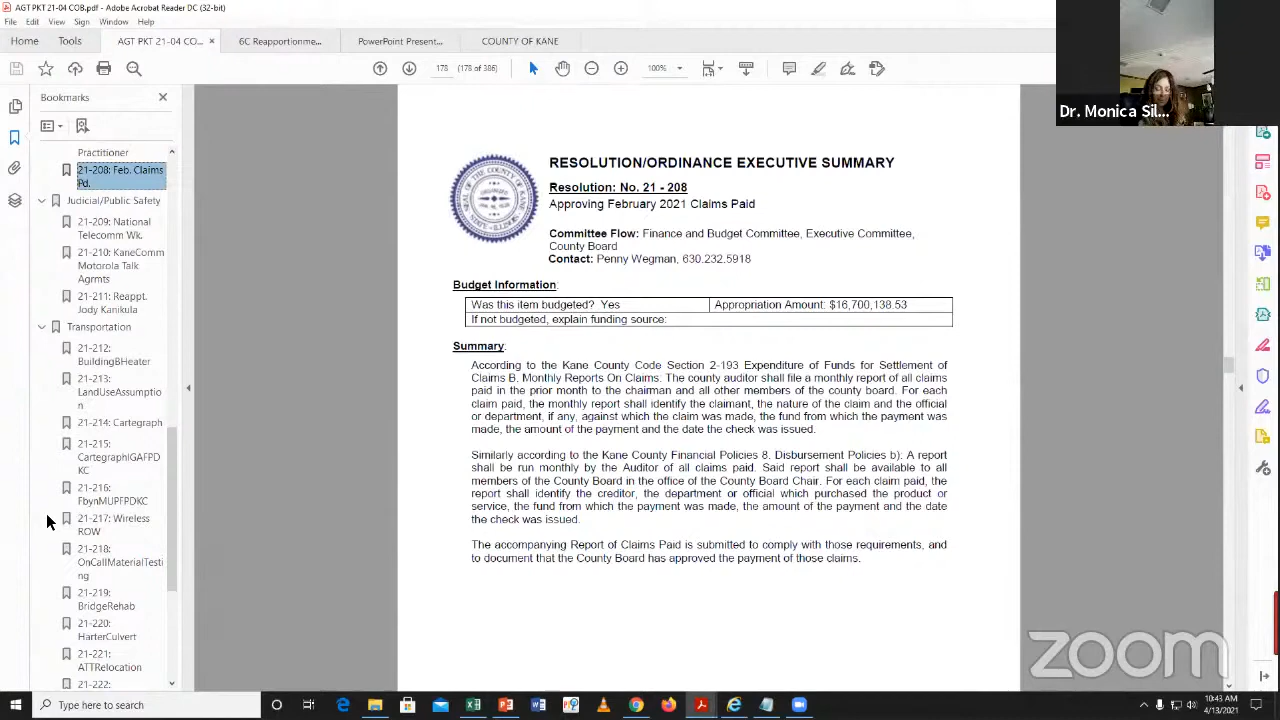 AGT PKT 21-04 COB.pdf - Adobe Acrobat Reader DC (32-bit)
File Edit View Sign Window Help
Home Tools AGT PKT 21-04 CO... × 6C Reapportionme... PowerPoint Present... COUNTY OF KANE
178 (178 of 386) 100%
Dr. Monica Sil...
Bookmarks
Practitioner
21-208: Feb. Claims
Pd.
Judicial/Public Safety
21-209: National
Telecomm Wk.
21-210: KaneComm
Motorola Talk
Agrmts
21-211: Reappt.
Jody Kanikula
Transportation
21-212:
BuildingBHeater
21-213:
LandUseAssumptio
n
21-214: Cartegraph
21-215:
CartegraphIGAFPD
KC
21-216:
FbynMUPFPDKC
21-217: Wireless
ROW
21-218:
OnCallMaterialTesti
ng
21-219:
BridgeRehab
21-220:
HarterCulvert
21-221:
ATTRelocation
21-222:
RESOLUTION/ORDINANCE EXECUTIVE SUMMARY
Resolution: No. 21 - 208
Approving February 2021 Claims Paid
Committee Flow: Finance and Budget Committee, Executive Committee,
County Board
Contact: Penny Wegman, 630.232.5918
Budget Information:
Was this item budgeted? Yes Appropriation Amount: $16,700,138.53
If not budgeted, explain funding source:
Summary:
According to the Kane County Code Section 2-193 Expenditure of Funds for Settlement of
Claims B. Monthly Reports On Claims: The county auditor shall file a monthly report of all claims
paid in the prior month to the chairman and all other members of the county board. For each
claim paid, the monthly report shall identify the claimant, the nature of the claim and the official
or department, if any, against which the claim was made, the fund from which the payment was
made, the amount of the payment and the date the check was issued.
Similarly according to the Kane County Financial Policies 8. Disbursement Policies b): A report
shall be run monthly by the Auditor of all claims paid. Said report shall be available to all
members of the County Board in the office of the County Board Chair. For each claim paid, the
report shall identify the creditor, the department or official which purchased the product or
service, the fund from which the payment was made, the amount of the payment and the date
the check was issued.
The accompanying Report of Claims Paid is submitted to comply with those requirements, and
to document that the County Board has approved the payment of those claims.
zoom
Type here to search
10:43 AM
4/13/2021